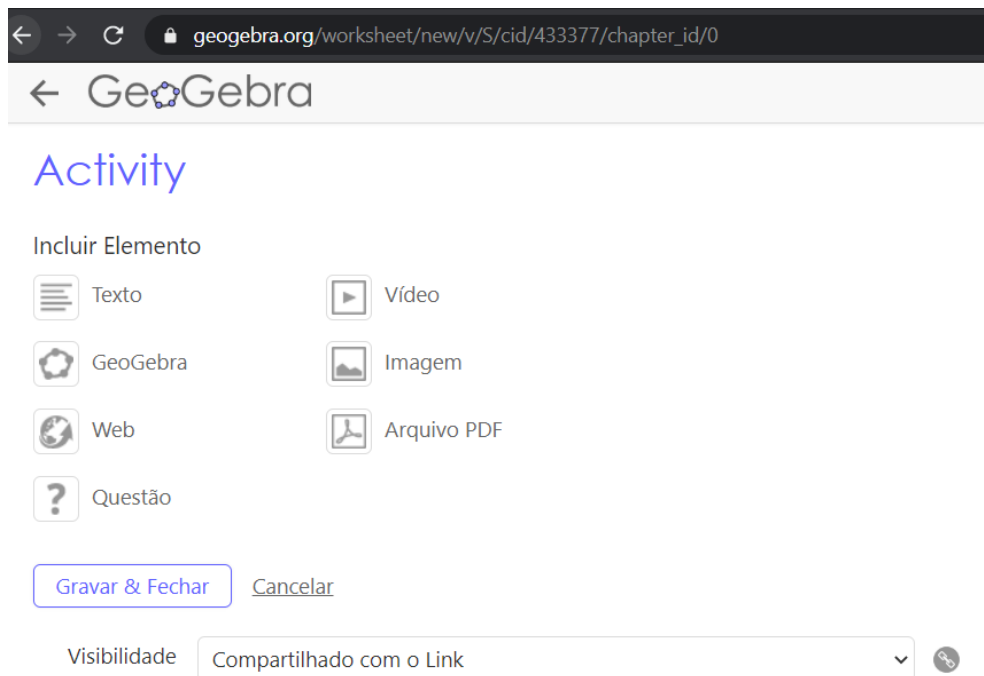 geogebra.org/worksheet/new/v/S/cid/433377/chapter_id/0
GeoGebra
Activity
Incluir Elemento
Texto
Vídeo
GeoGebra
Imagem
Web
Arquivo PDF
Questão
Gravar & Fechar
Cancelar
Visibilidade
Compartilhado com o Link